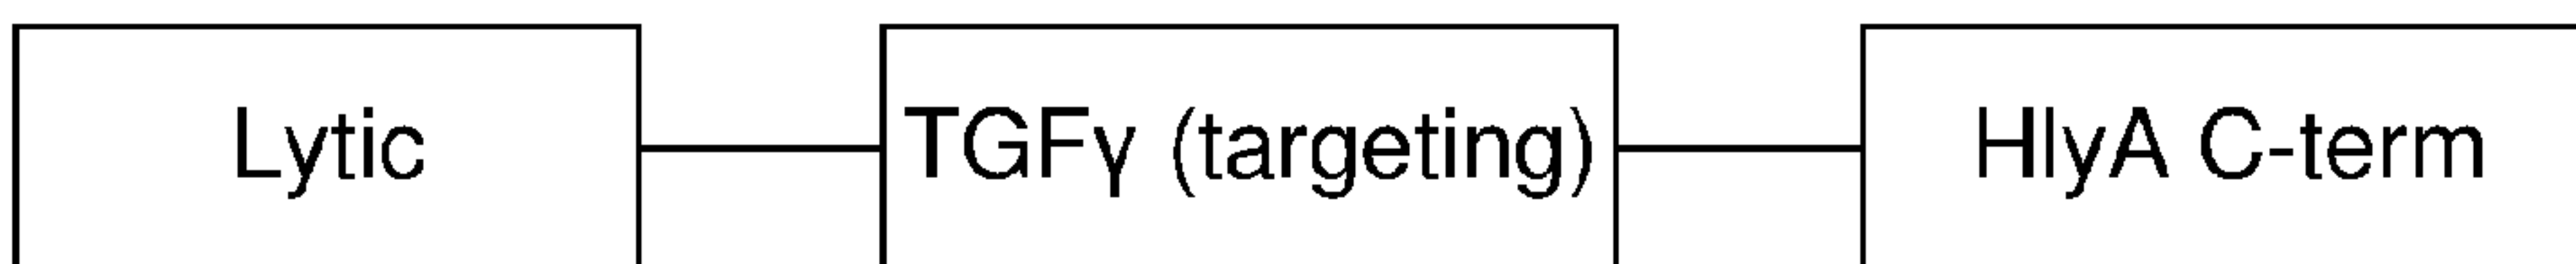 Lytic TGFγ (targeting) HlyA C-term